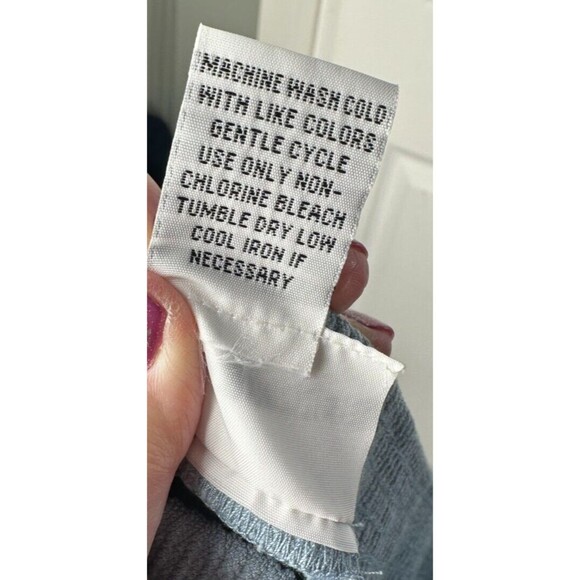 MACHINE WASH COLD
WITH LIKE COLORS
GENTLE CYCLE
USE ONLY NON-
CHLORINE BLEACH
TUMBLE DRY LOW
COOL IRON IF
NECESSARY